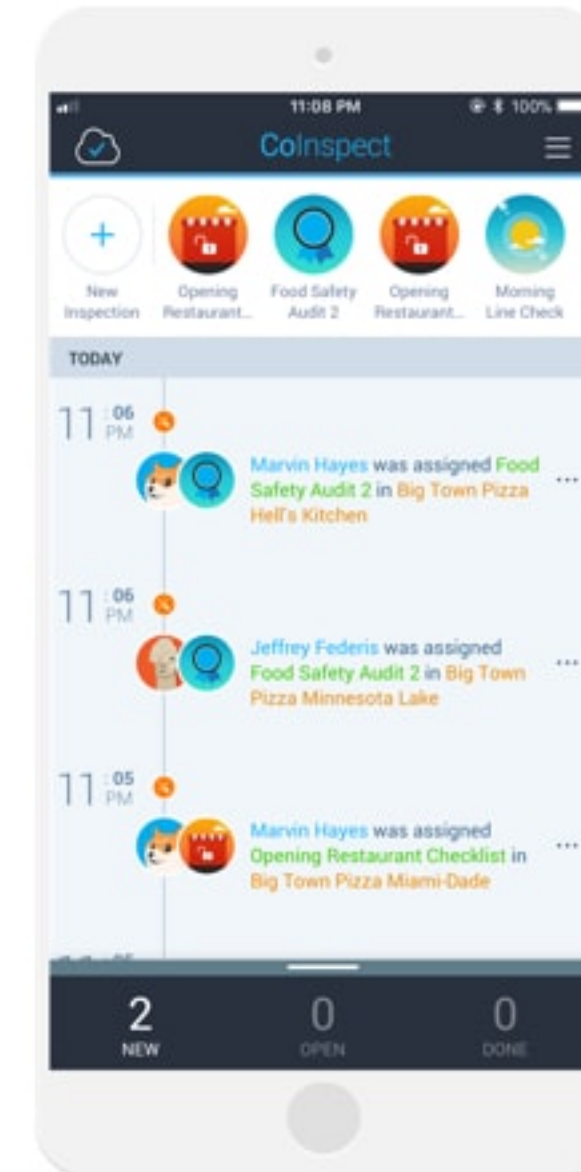 11:08 PM
100%
CoInspect
New
Inspection
Opening
Restaurant...
Food Safety
Audit 2
Opening
Restaurant...
Morning
Line Check
TODAY
11:06
PM
Marvin Hayes was assigned Food
Safety Audit 2 in Big Town Pizza
Hell's Kitchen
11:06
PM
Jeffrey Federis was assigned
Food Safety Audit 2 in Big Town
Pizza Minnesota Lake
11:05
PM
Marvin Hayes was assigned
Opening Restaurant Checklist in
Big Town Pizza Miami-Dade
2
NEW
0
OPEN
0
DONE